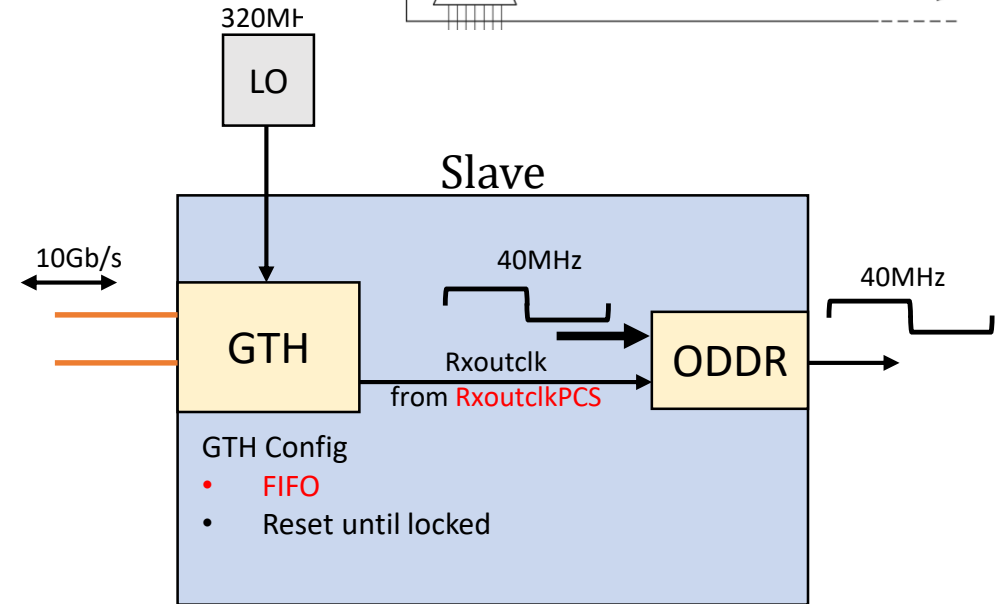 320MH
LO
Slave
10Gb/s
40MHz
40MHz
GTH
Rxoutclk
from RxoutclkPCS
ODDR
GTH Config
• FIFO
• Reset until locked